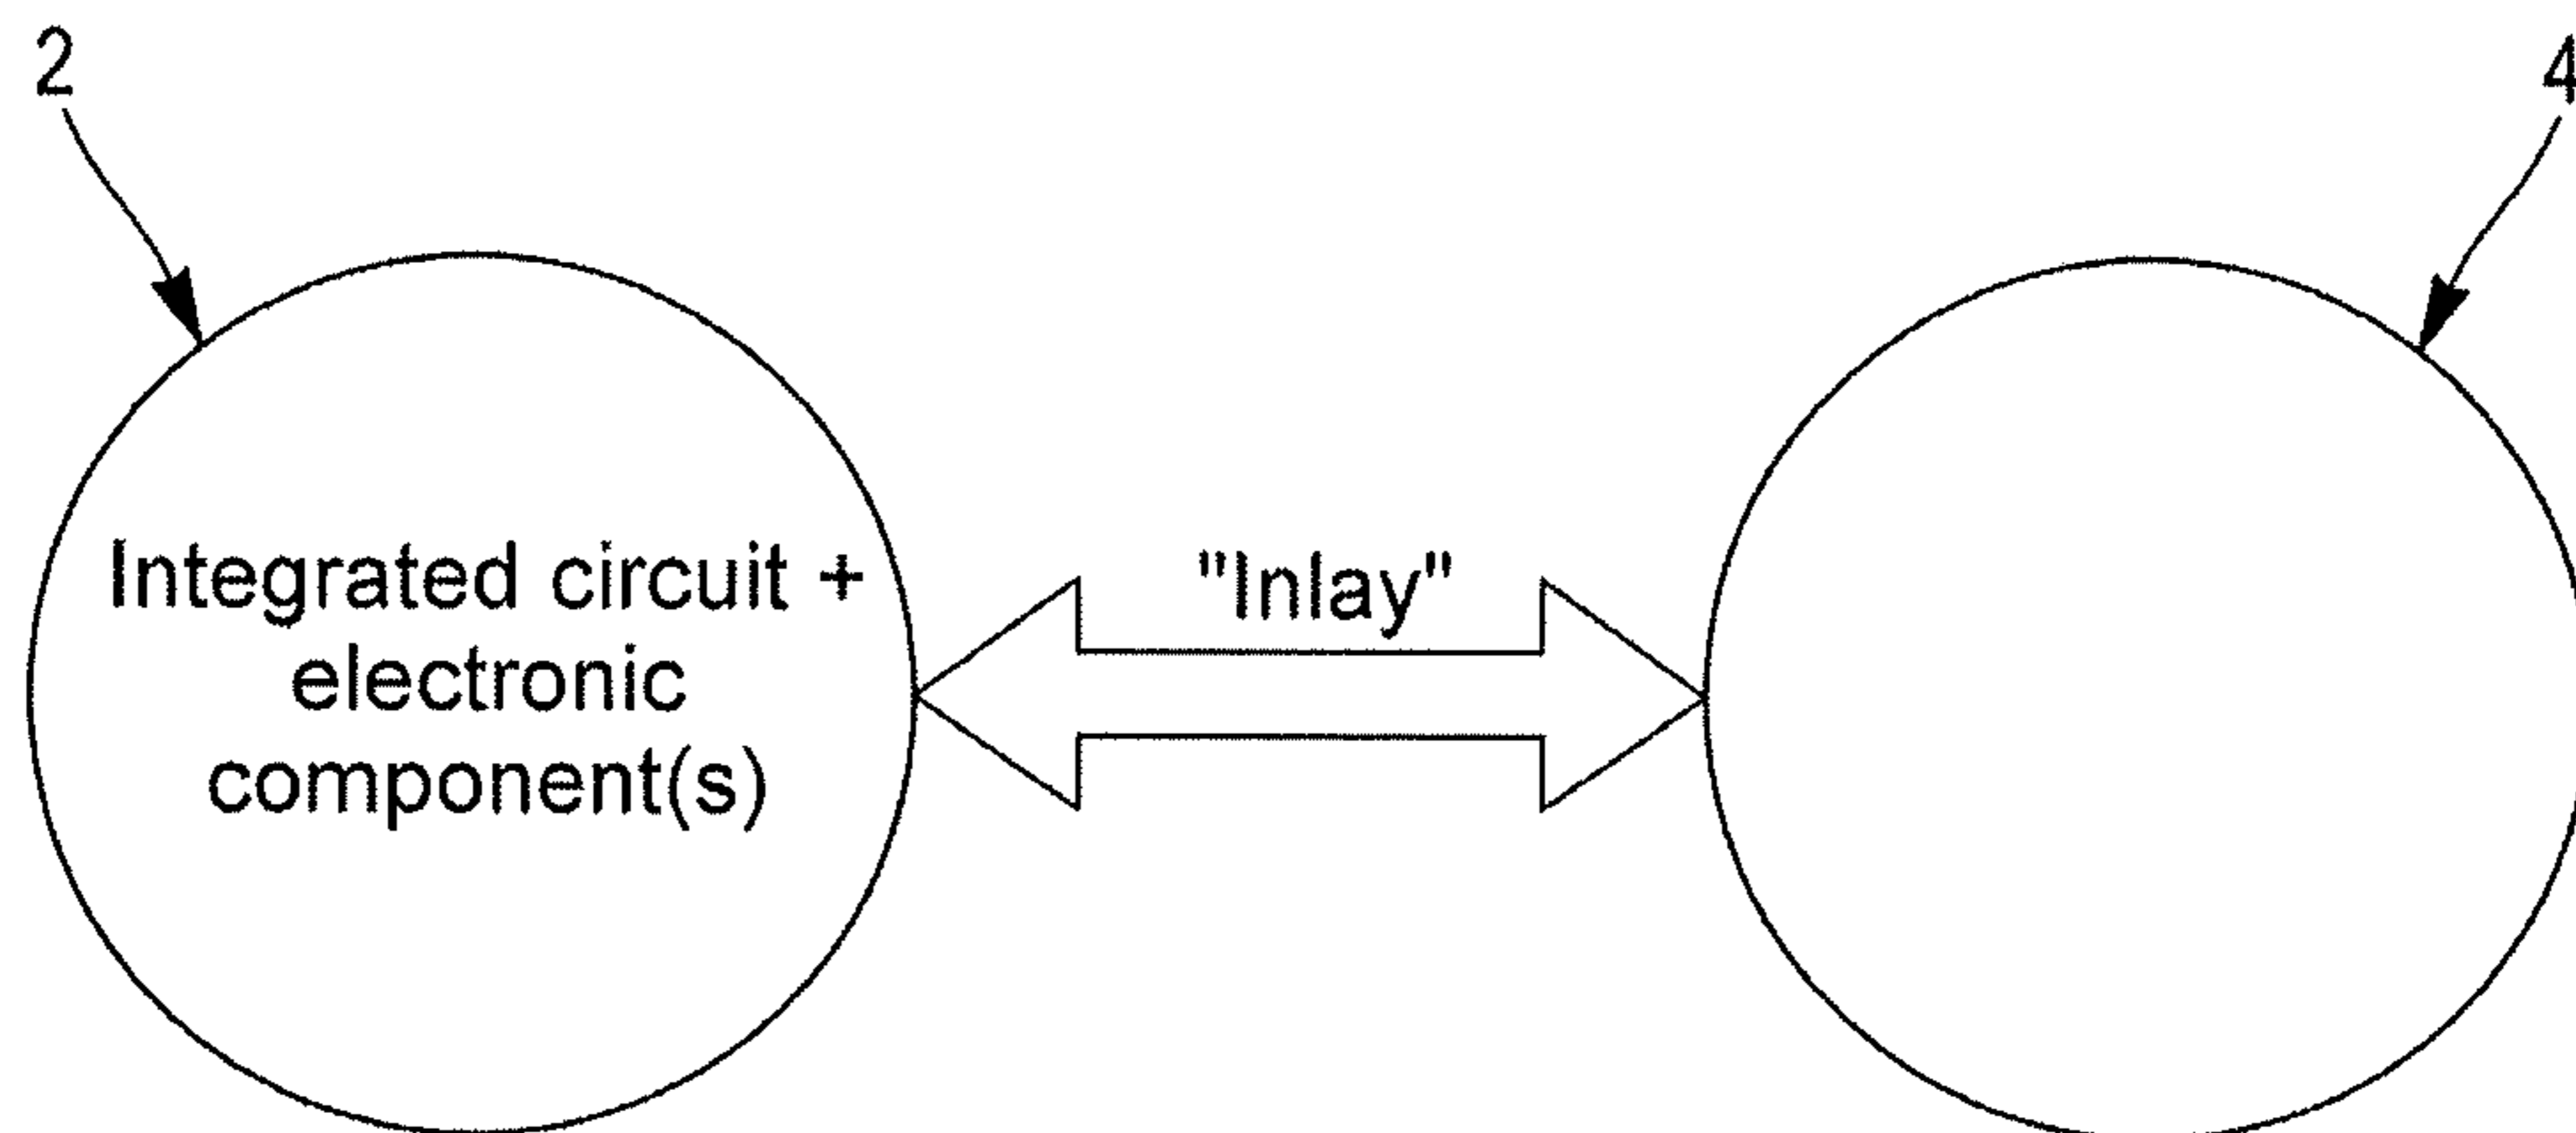 2
4
Integrated circuit +
electronic
component(s)
"Inlay"